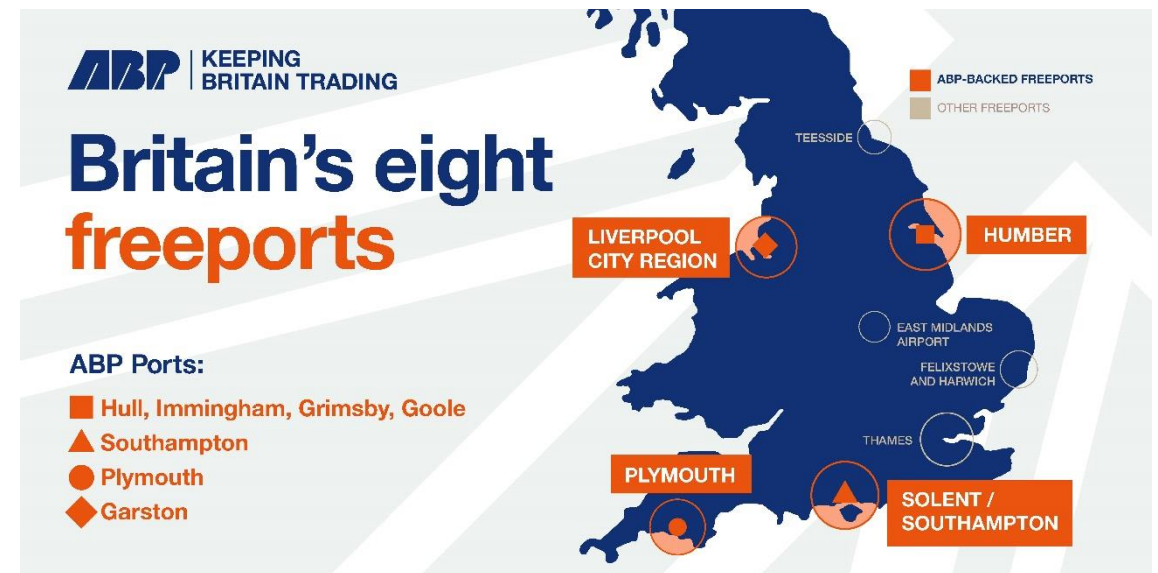 ABP
KEEPING
BRITAIN TRADING
Britain's eight
freeports
ABP Ports:
Hull, Immingham, Grimsby, Goole
Southampton
Plymouth
Garston
ABP-BACKED FREEPORTS
OTHER FREEPORTS
TEESSIDE
LIVERPOOL
CITY REGION
HUMBER
EAST MIDLANDS
AIRPORT
FELIXSTOWE
AND HARWICH
THAMES
PLYMOUTH
SOLENT /
SOUTHAMPTON